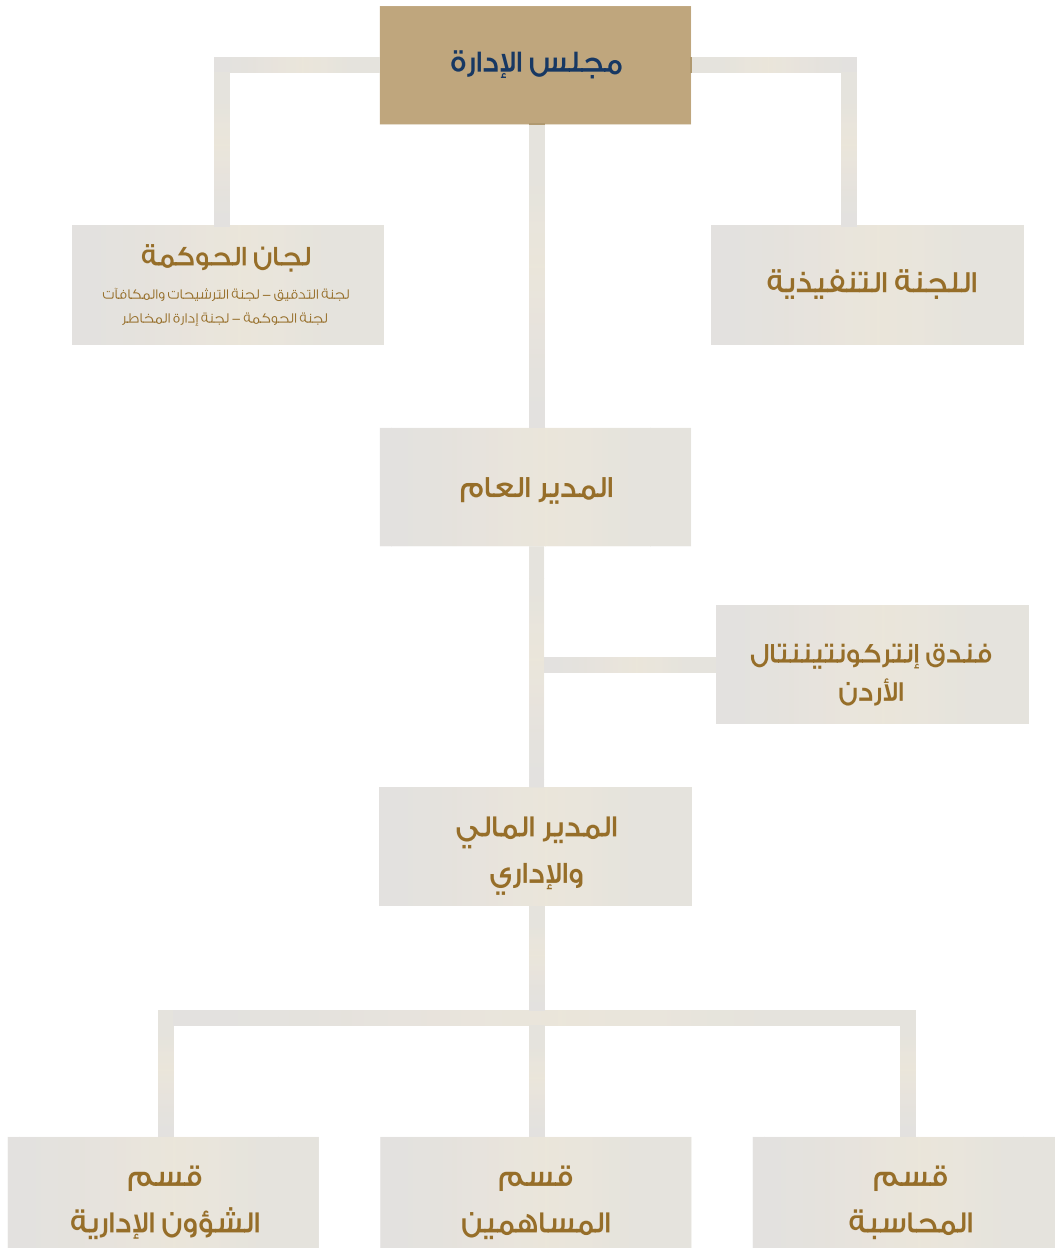 مجلس الإدارة
اللجنة التنفيذية
لجان الحوكمة
لجنة التدقيق – لجنة الترشيحات والمكافآت
لجنة الحوكمة – لجنة إدارة المخاطر
المدير العام
فندق إنتركونتيننتال
الأردن
المدير المالي
والإداري
قسم
المحاسبة
قسم
المساهمين
قسم
الشؤون الإدارية